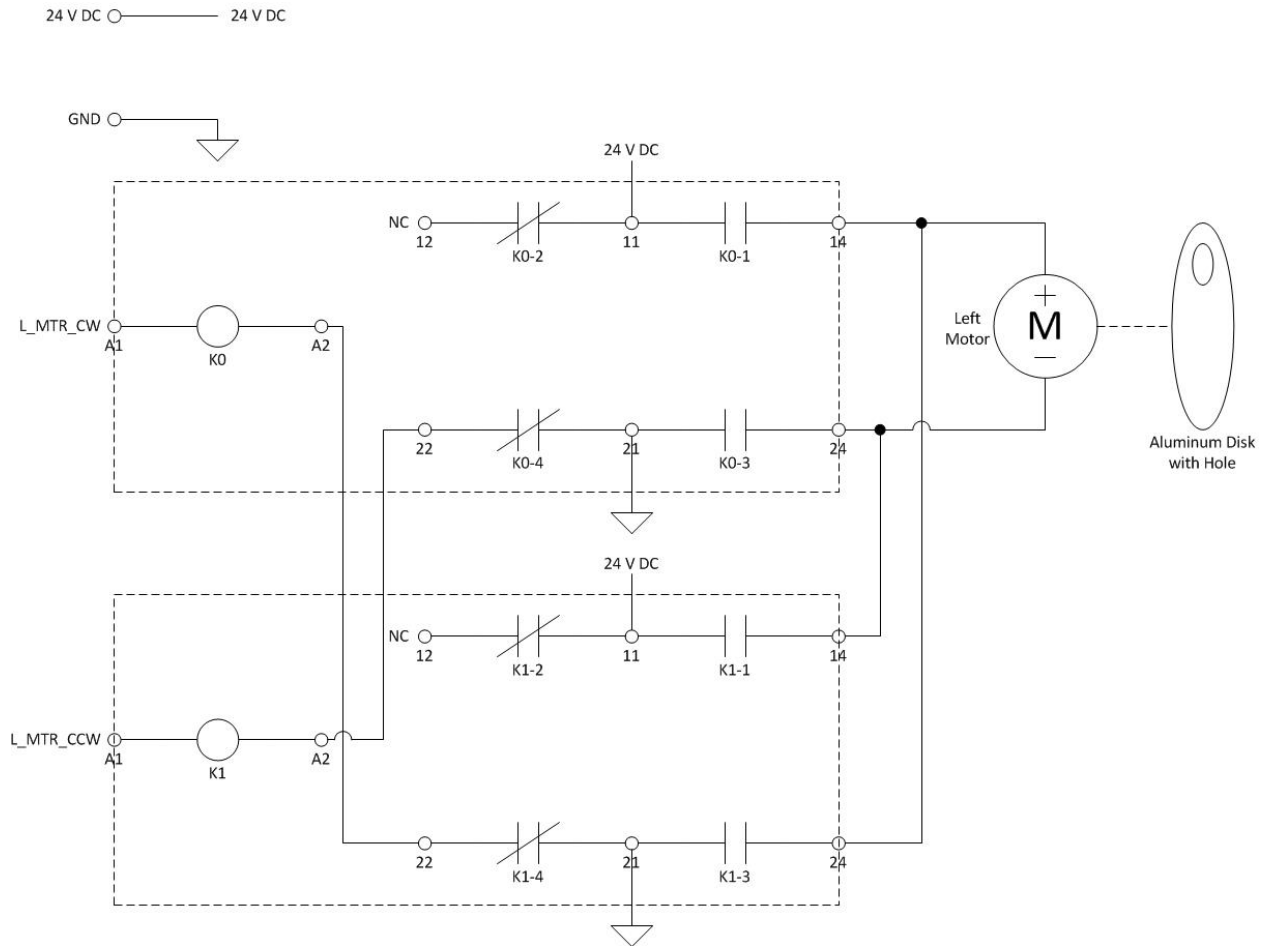 24 V DC
24 V DC
GND
24 V DC
NC
12
K0-2
11
K0-1
14
L_MTR_CW
A1
K0
A2
Left
Motor
+
M
—
22
K0-4
21
K0-3
24
Aluminum Disk
with Hole
24 V DC
NC
12
K1-2
11
K1-1
14
L_MTR_CCW
A1
K1
A2
22
K1-4
21
K1-3
24